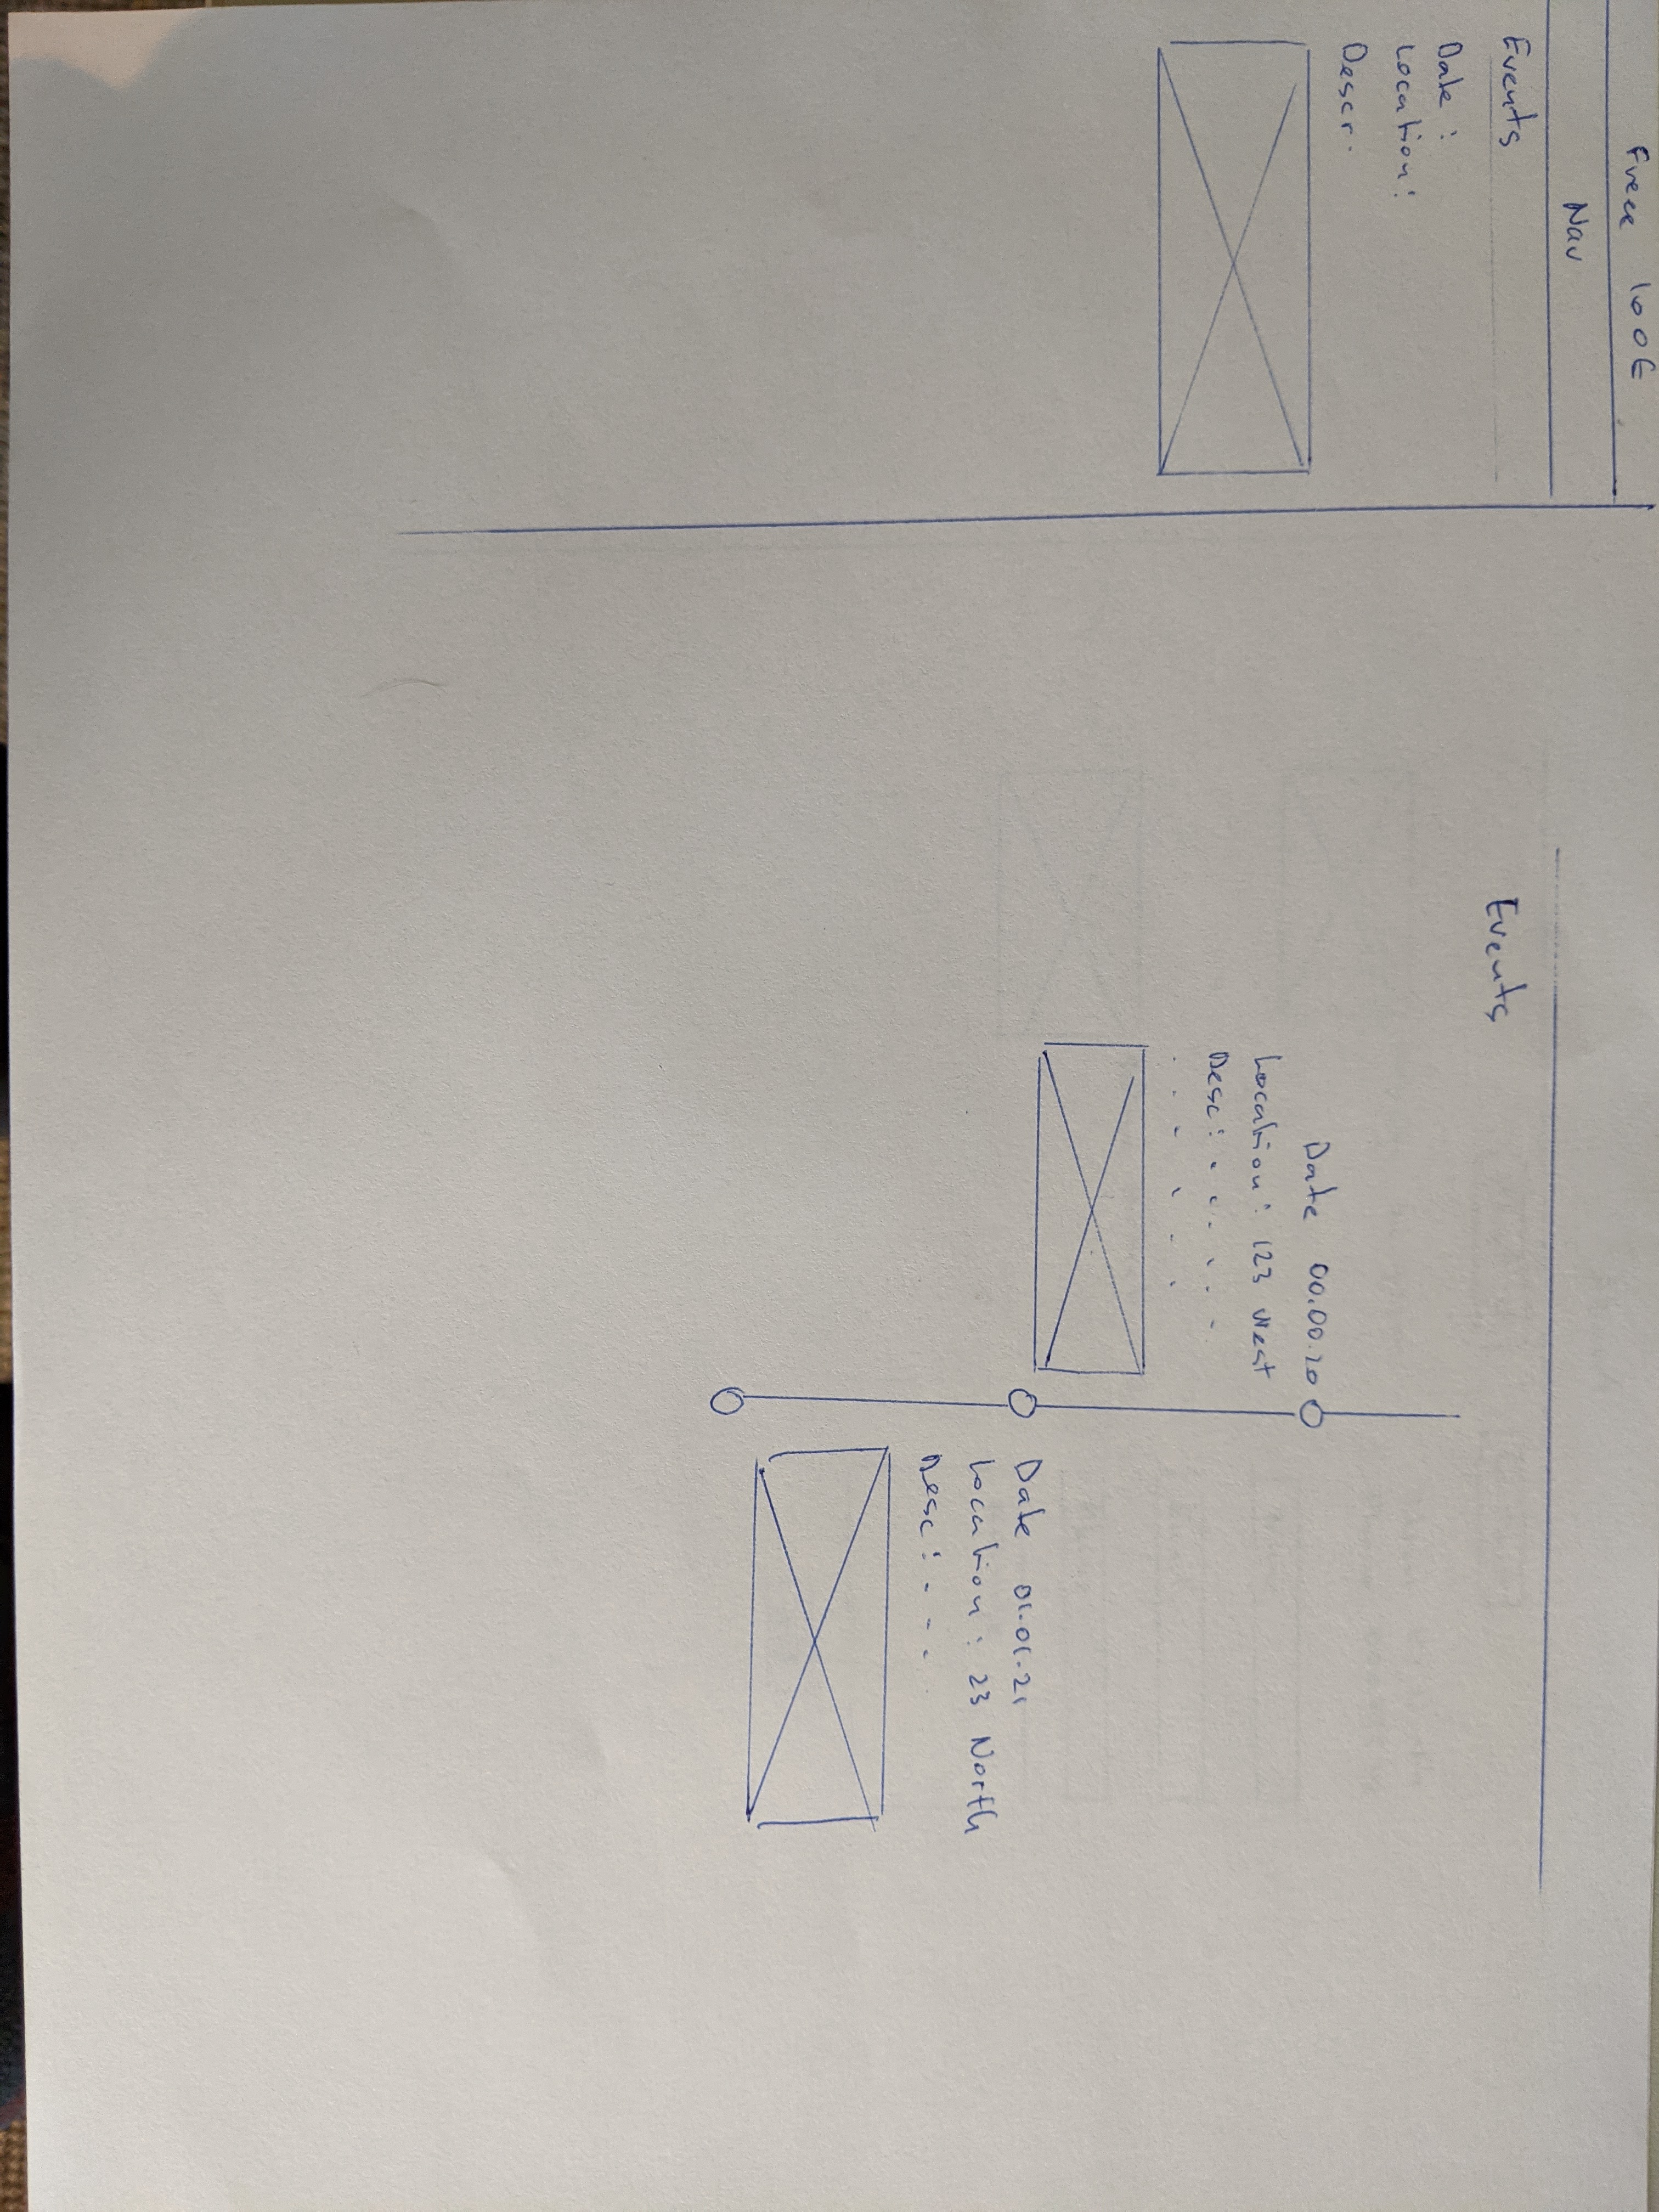 Freee 100E
Nav
Events
Date :
Location:
Descr.
Events
Date 00.00.20
Location: 123 West
Desc: . . . . .
. . - . . .
Date 01.01.21
Location: 23 North
Desc: . - .